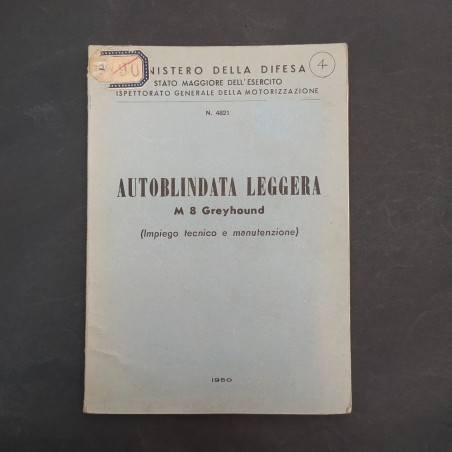 MINISTERO DELLA DIFESA
4
STATO MAGGIORE DELL'ESERCITO
ISPETTORATO GENERALE DELLA MOTORIZZAZIONE
N. 4821
AUTOBLINDATA LEGGERA
M 8 Greyhound
(Impiego tecnico e manutenzione)
1950